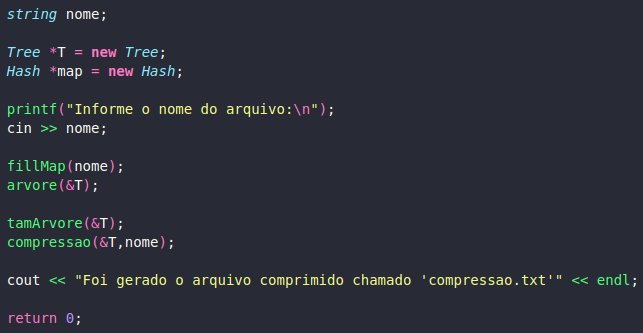 string nome;
Tree *T = new Tree;
Hash *map = new Hash;
printf("Informe o nome do arquivo:\n");
cin >> nome;
fillMap(nome);
arvore(&T);
tamArvore(&T);
compressao(&T,nome);
cout << "Foi gerado o arquivo comprimido chamado 'compressao.txt'" << endl;
return 0;